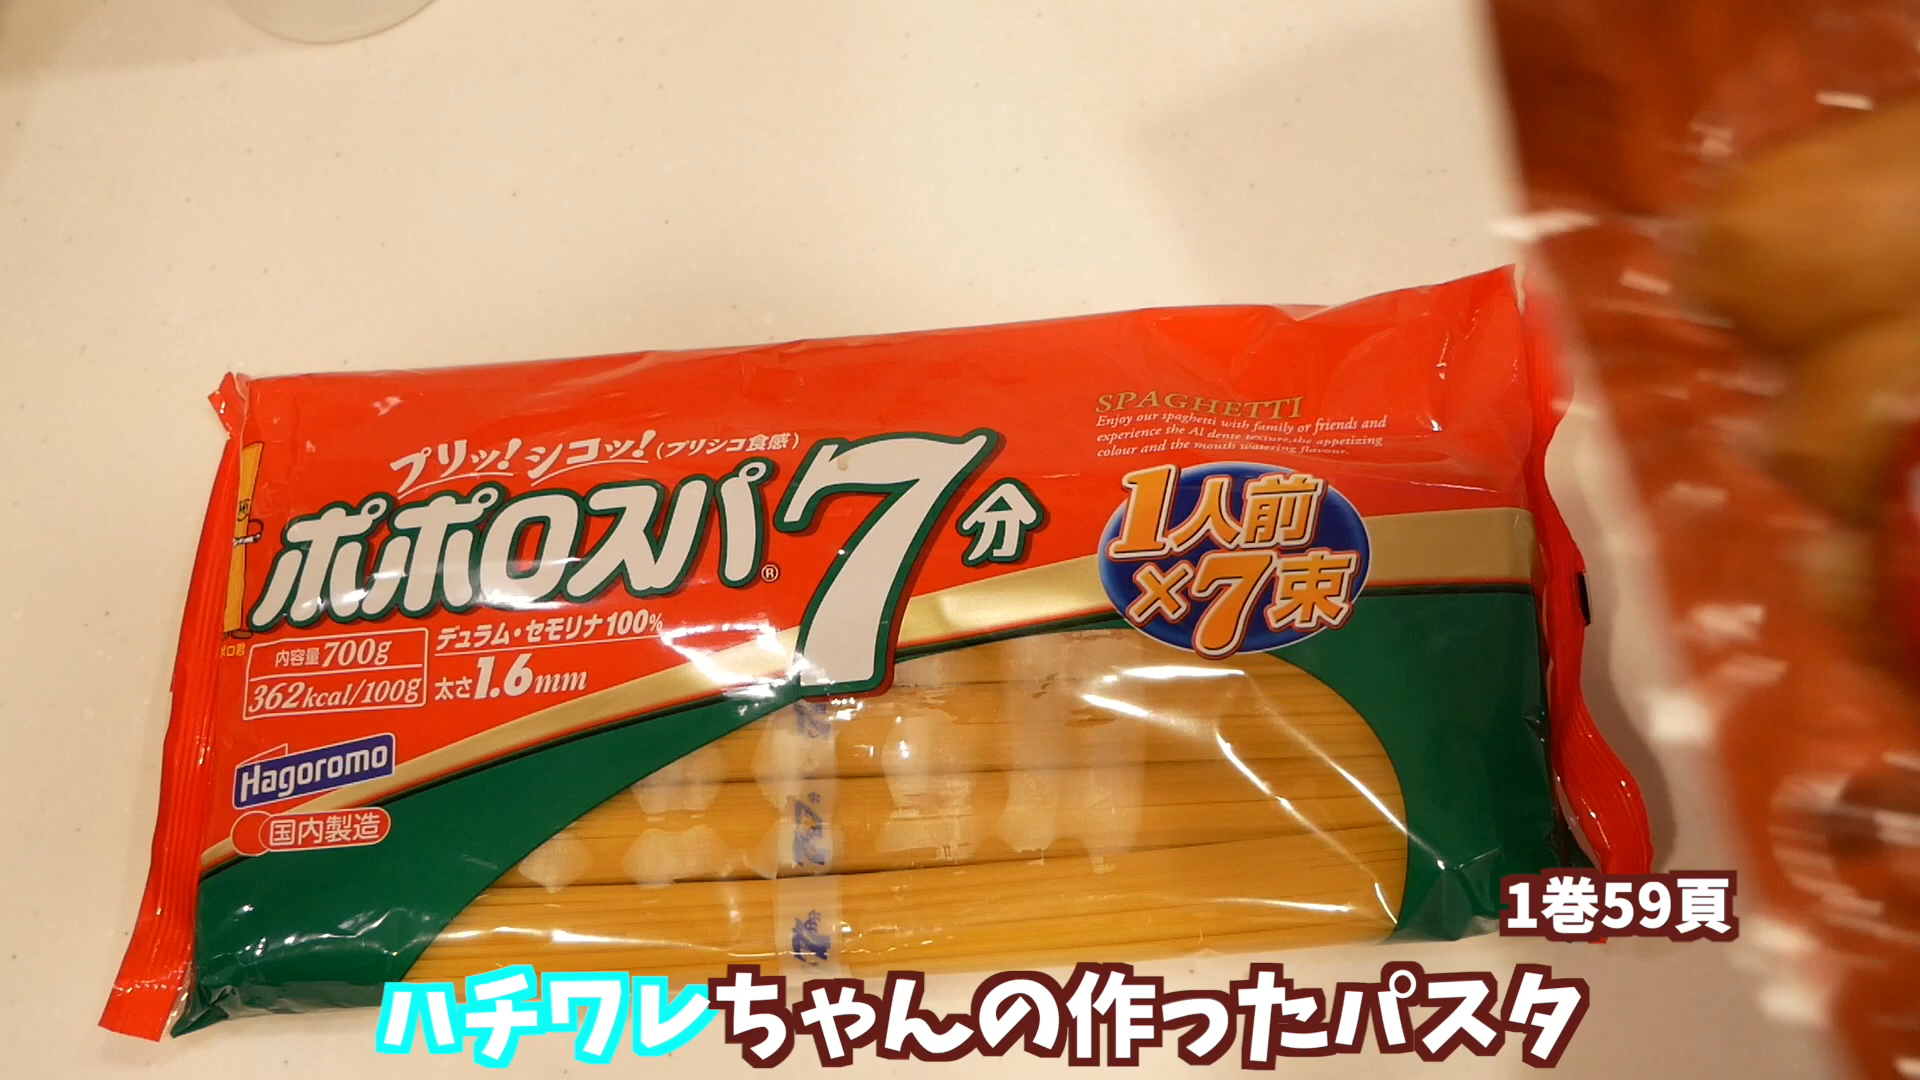 プリッ!シコッ!(プリシコ食感)
ポポロスパ® 7分
SPAGHETTI
Enjoy our spaghetti with family or friends and
experience the Al dente texture, the appetizing
colour and the mouth watering flavour.
1人前
×7束
内容量700g
362kcal/100g
デュラム・セモリナ100%
太さ1.6mm
Hagoromo
国内製造
1巻59頁
ハチワレちゃんの作ったパスタ